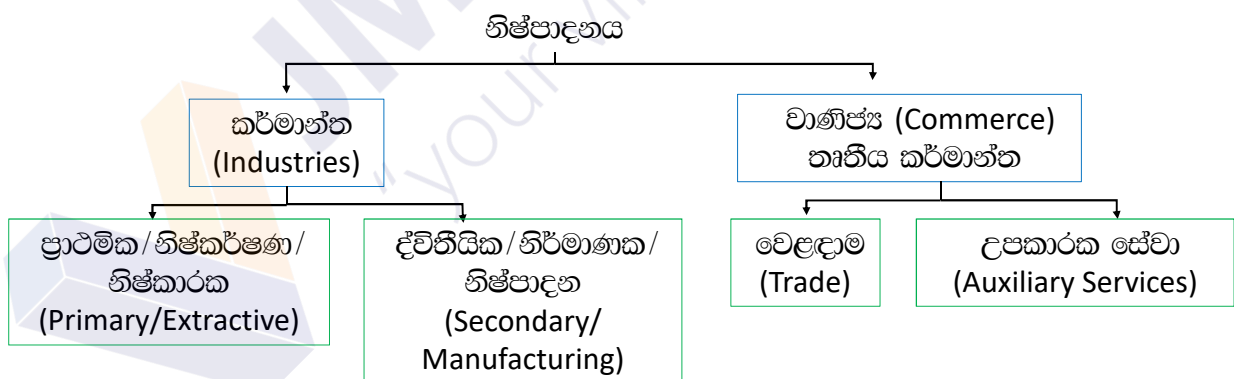 නිෂ්පාදනය
කර්මාන්ත
(Industries)
වාණිජ්‍ය (Commerce)
තෘතීය කර්මාන්ත
ප්‍රාථමික/නිෂ්කර්ෂණ/
නිෂ්කාරක
(Primary/Extractive)
ද්විතීයික/නිර්මාණක/
නිෂ්පාදන
(Secondary/
Manufacturing)
වෙළඳාම
(Trade)
උපකාරක සේවා
(Auxiliary Services)
"your